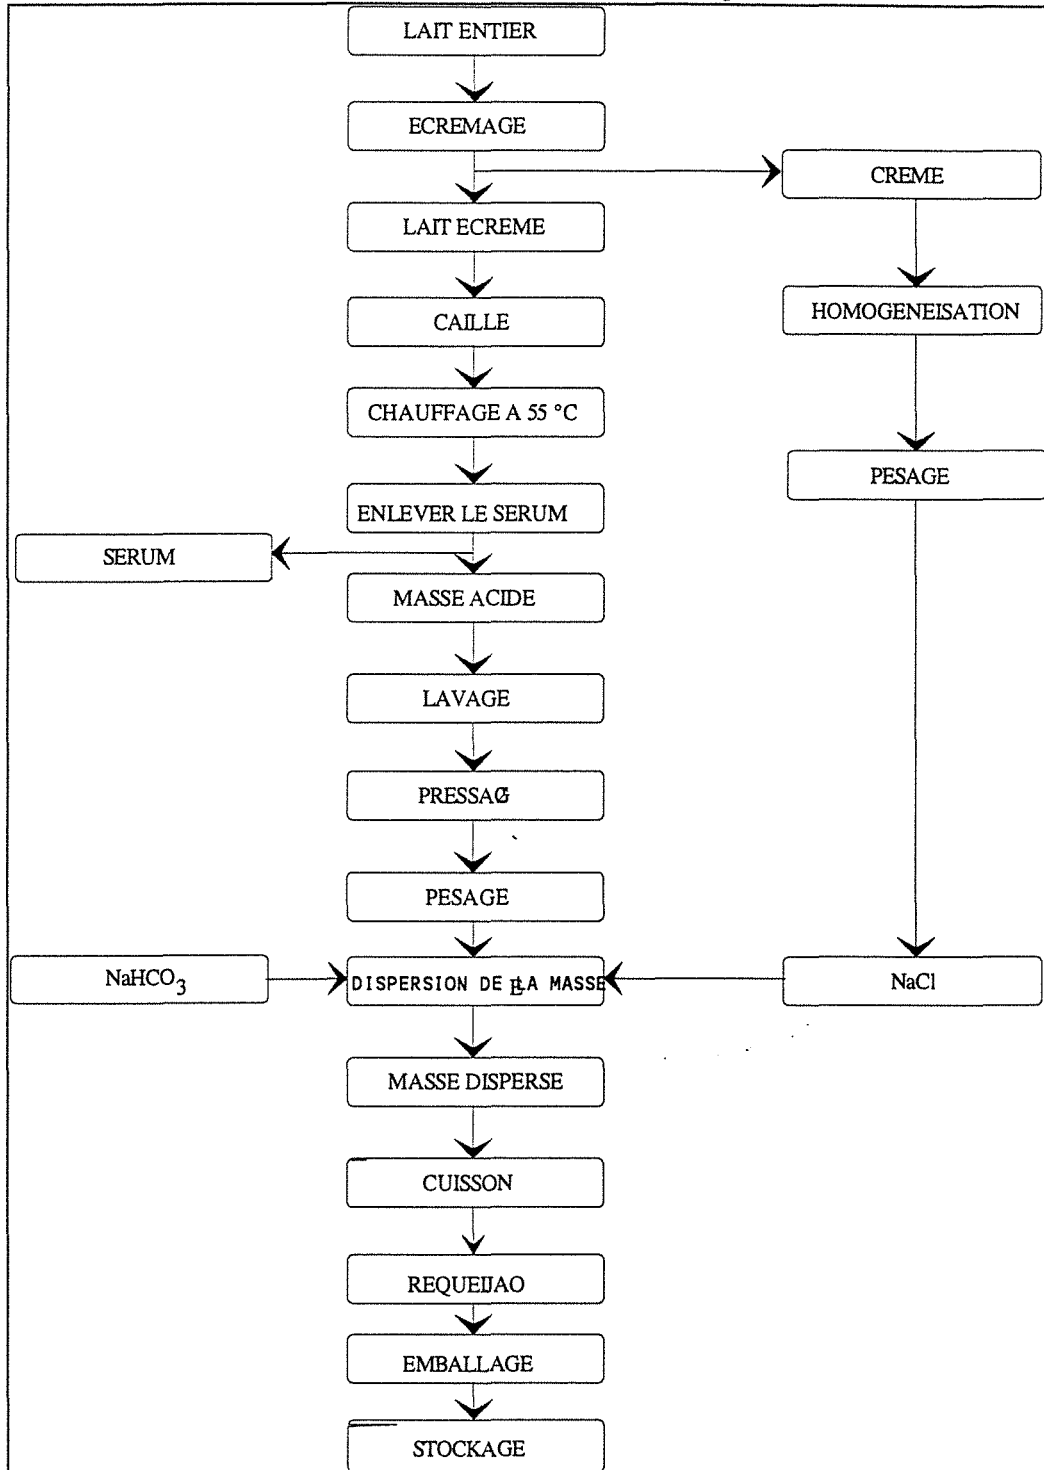 LAIT ENTIER
ECREMAGE
CREME
LAIT ECREME
HOMOGENEISATION
CAILLE
CHAUFFAGE A 55 °C
PESAGE
ENLEVER LE SERUM
SERUM
MASSE ACIDE
LAVAGE
PRESSAG
PESAGE
NaHCO3
DISPERSION DE LA MASSE
NaCl
MASSE DISPERSE
CUISSON
REQUEIJAO
EMBALLAGE
STOCKAGE